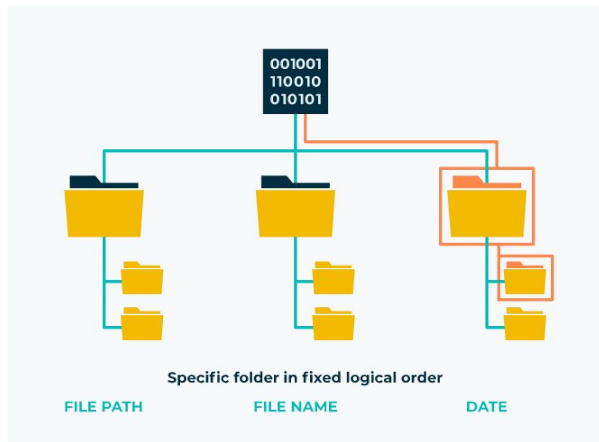 001001
110010
010101
Specific folder in fixed logical order
FILE PATH
FILE NAME
DATE